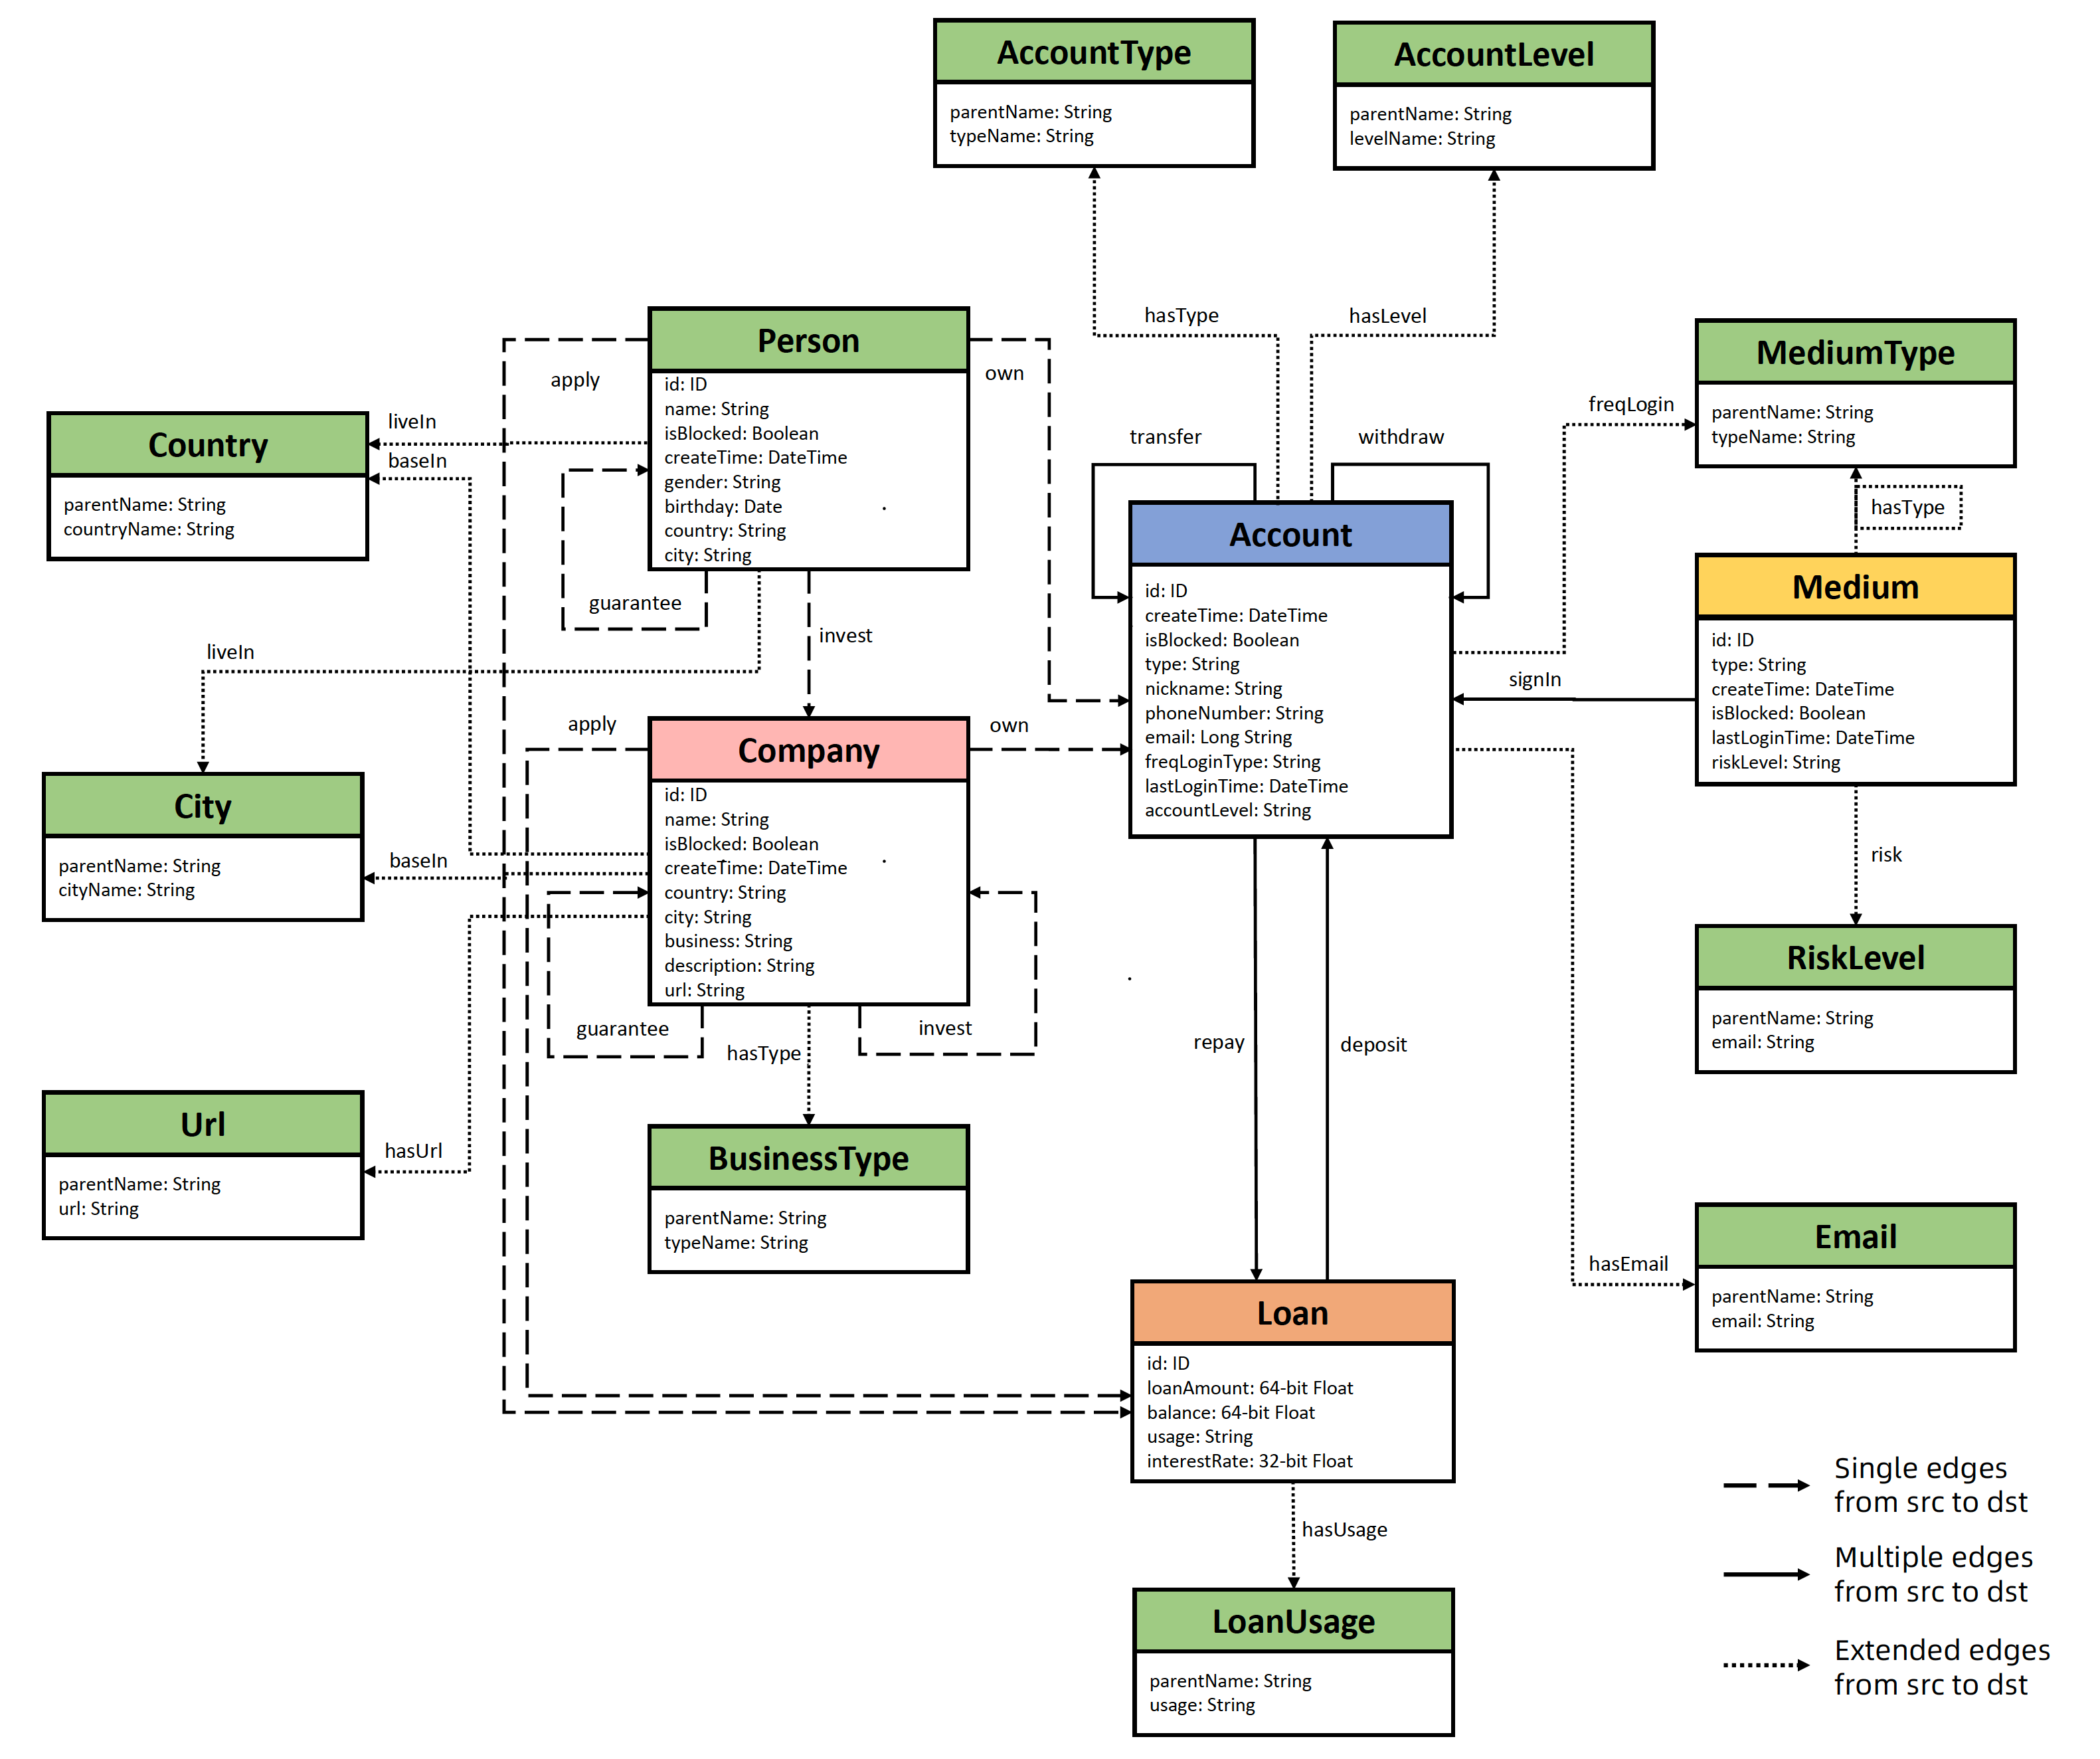 AccountType
parentName: String
typeName: String
AccountLevel
parentName: String
levelName: String
hasType
hasLevel
Person
id: ID
name: String
isBlocked: Boolean
createTime: DateTime
gender: String
birthday: Date
country: String
city: String
apply
own
guarantee
invest
liveIn
baseIn
Country
parentName: String
countryName: String
liveIn
transfer
withdraw
Account
id: ID
createTime: DateTime
isBlocked: Boolean
type: String
nickname: String
phoneNumber: String
email: Long String
freqLoginType: String
lastLoginTime: DateTime
accountLevel: String
freqLogin
MediumType
parentName: String
typeName: String
hasType
Medium
id: ID
type: String
createTime: DateTime
isBlocked: Boolean
lastLoginTime: DateTime
riskLevel: String
signIn
risk
apply
own
Company
id: ID
name: String
isBlocked: Boolean
createTime: DateTime
country: String
city: String
business: String
description: String
url: String
City
parentName: String
cityName: String
baseIn
guarantee
hasType
invest
repay
deposit
RiskLevel
parentName: String
email: String
Url
parentName: String
url: String
hasUrl
BusinessType
parentName: String
typeName: String
Email
parentName: String
email: String
hasEmail
Loan
id: ID
loanAmount: 64-bit Float
balance: 64-bit Float
usage: String
interestRate: 32-bit Float
hasUsage
LoanUsage
parentName: String
usage: String
Single edges
from src to dst
Multiple edges
from src to dst
Extended edges
from src to dst